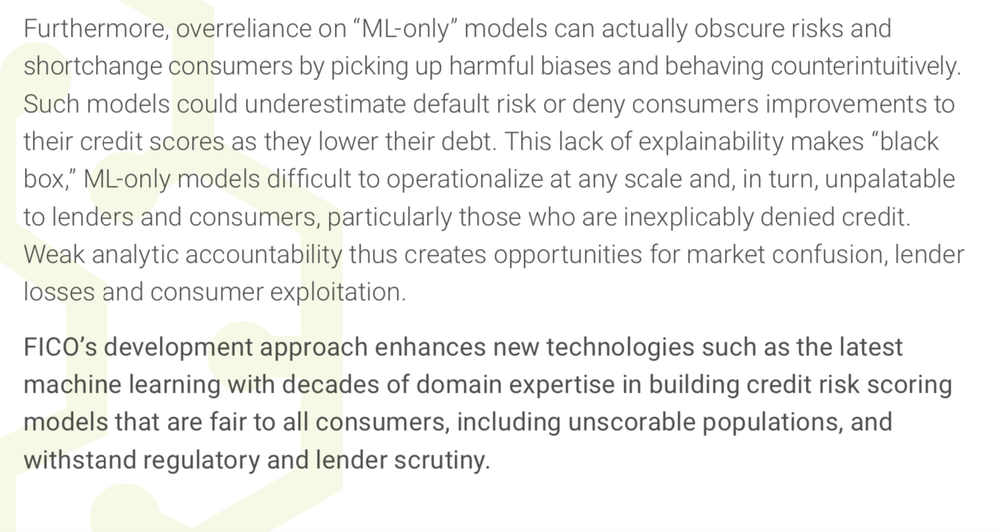 Furthermore, overreliance on “ML-only” models can actually obscure risks and
shortchange consumers by picking up harmful biases and behaving counterintuitively.
Such models could underestimate default risk or deny consumers improvements to
their credit scores as they lower their debt. This lack of explainability makes “black
box,” ML-only models difficult to operationalize at any scale and, in turn, unpalatable
to lenders and consumers, particularly those who are inexplicably denied credit.
Weak analytic accountability thus creates opportunities for market confusion, lender
losses and consumer exploitation.
FICO’s development approach enhances new technologies such as the latest
machine learning with decades of domain expertise in building credit risk scoring
models that are fair to all consumers, including unscorable populations, and
withstand regulatory and lender scrutiny.